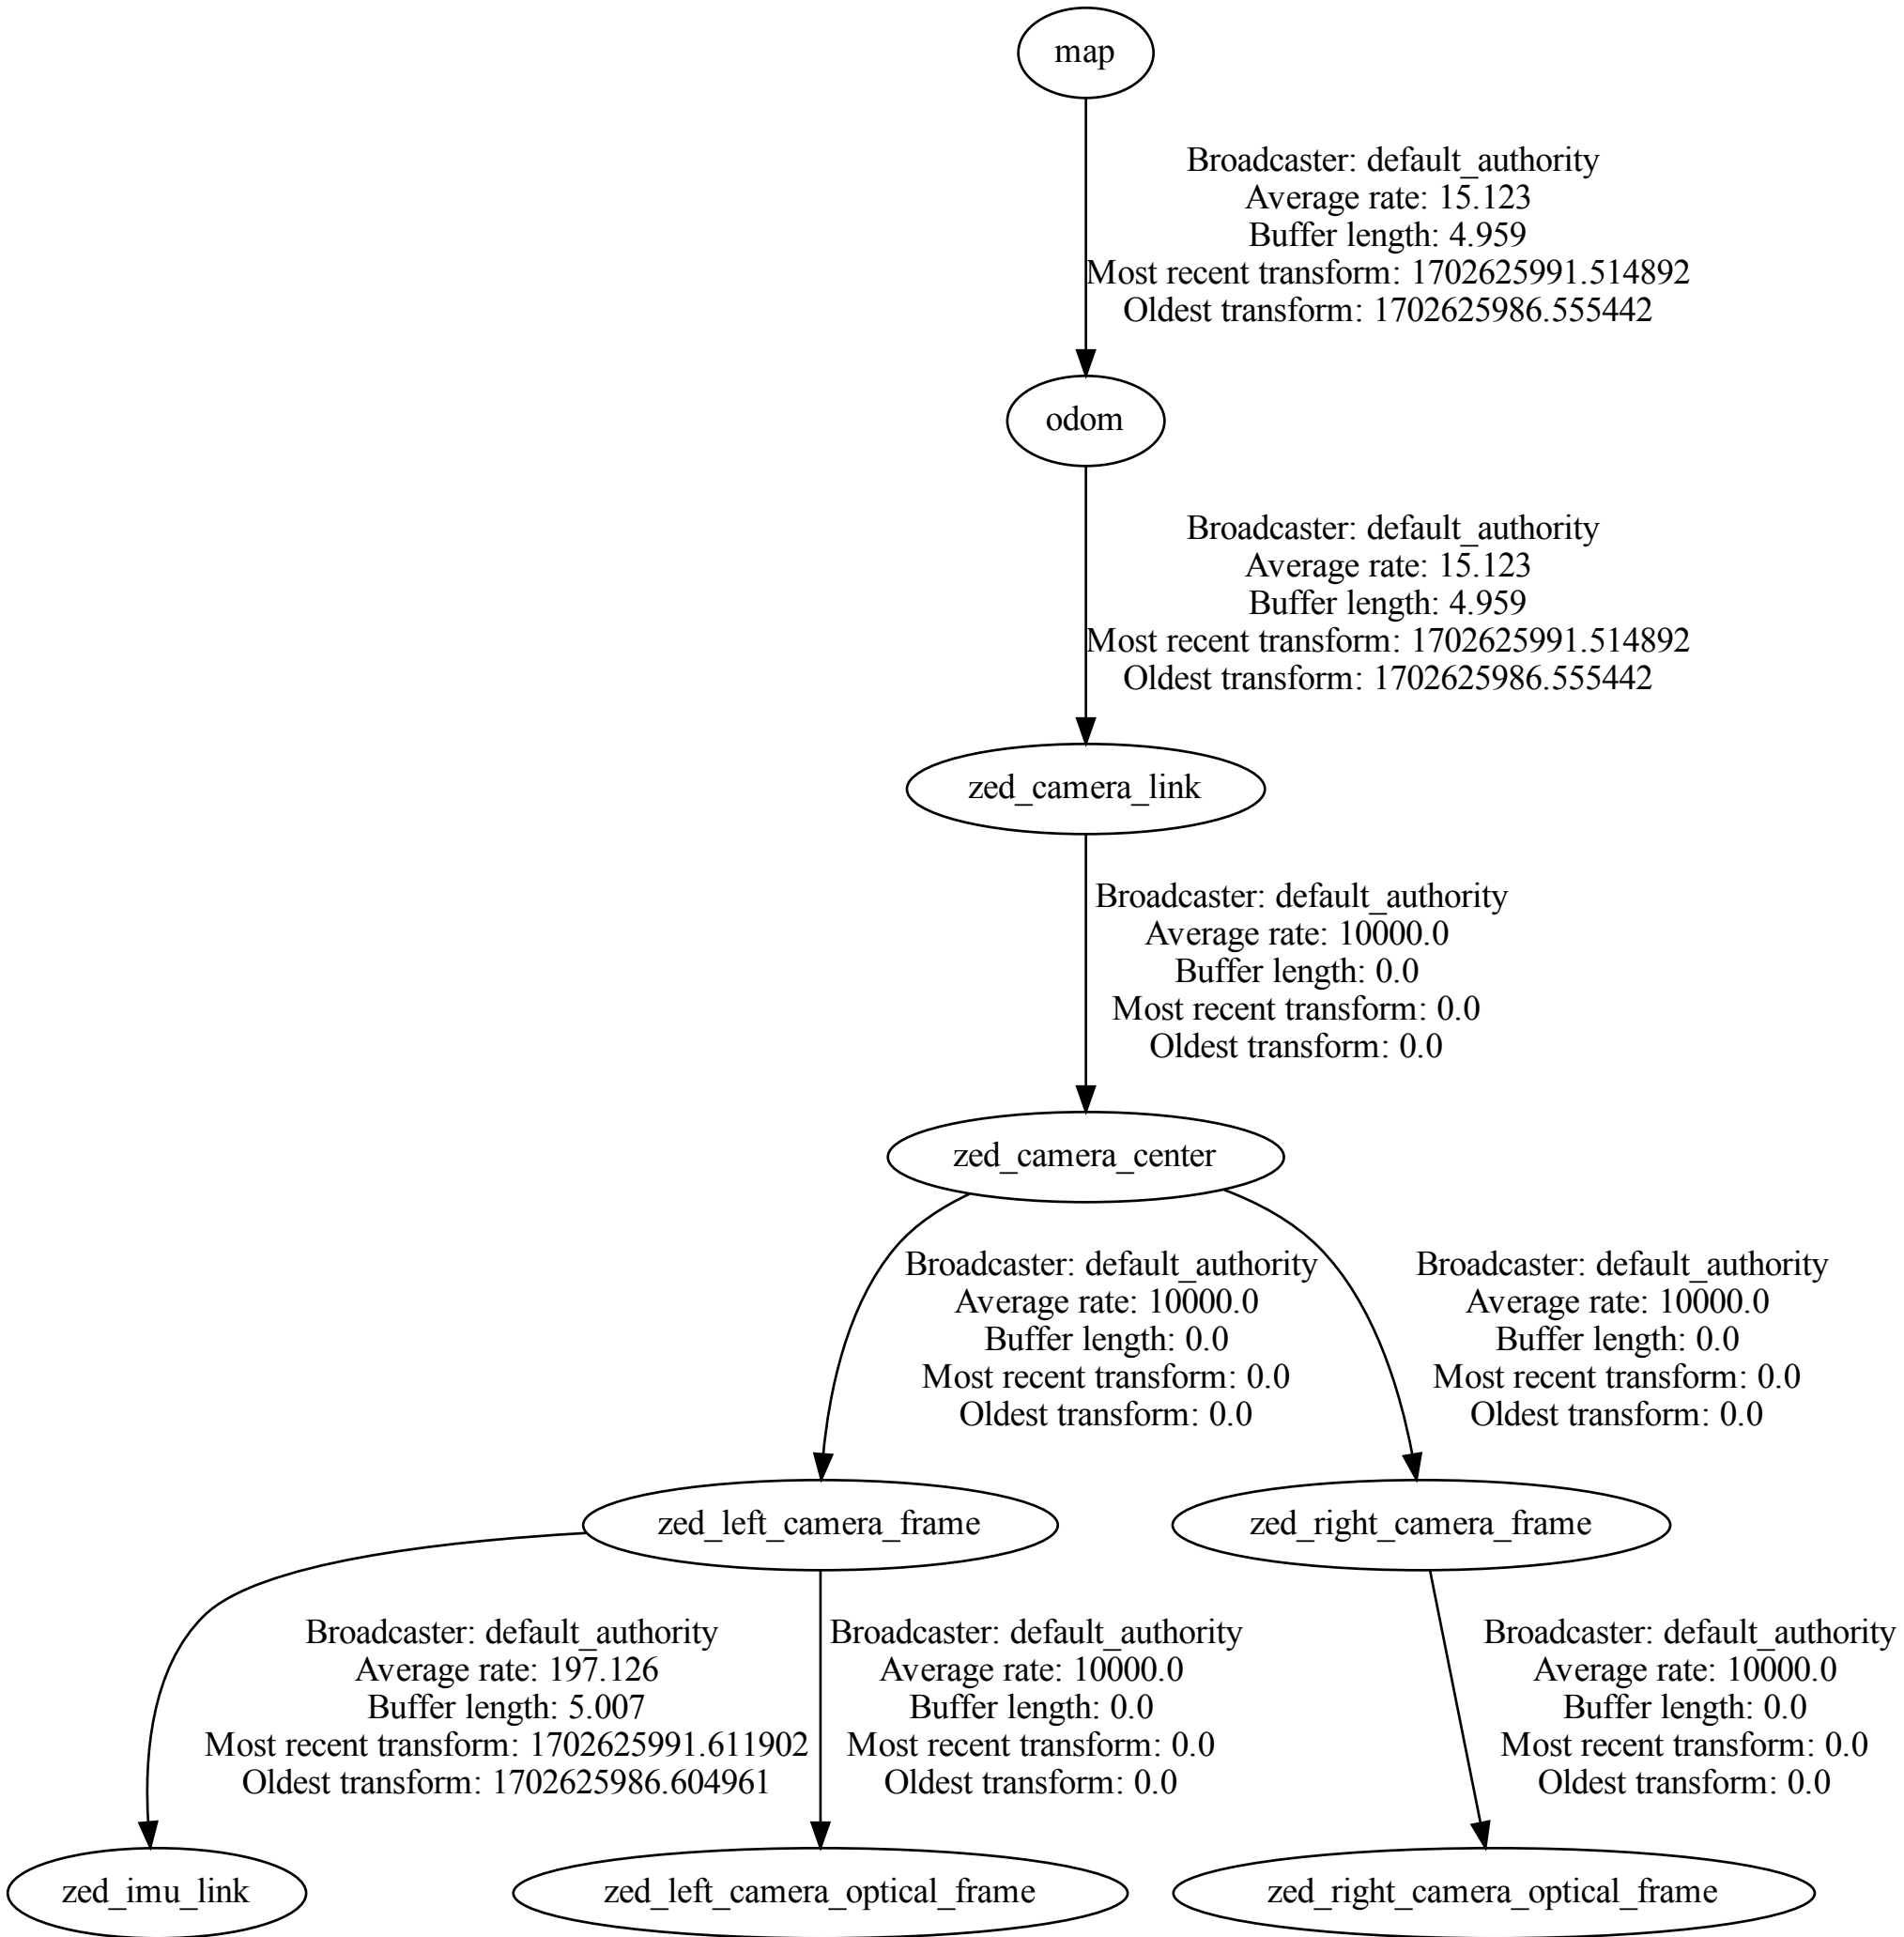 map
Broadcaster: default_authority
Average rate: 15.123
Buffer length: 4.959
Most recent transform: 1702625991.514892
Oldest transform: 1702625986.555442
odom
Broadcaster: default_authority
Average rate: 15.123
Buffer length: 4.959
Most recent transform: 1702625991.514892
Oldest transform: 1702625986.555442
zed_camera_link
Broadcaster: default_authority
Average rate: 10000.0
Buffer length: 0.0
Most recent transform: 0.0
Oldest transform: 0.0
zed_camera_center
Broadcaster: default_authority
Average rate: 10000.0
Buffer length: 0.0
Most recent transform: 0.0
Oldest transform: 0.0
Broadcaster: default_authority
Average rate: 10000.0
Buffer length: 0.0
Most recent transform: 0.0
Oldest transform: 0.0
zed_left_camera_frame
zed_right_camera_frame
Broadcaster: default_authority
Average rate: 197.126
Buffer length: 5.007
Most recent transform: 1702625991.611902
Oldest transform: 1702625986.604961
Broadcaster: default_authority
Average rate: 10000.0
Buffer length: 0.0
Most recent transform: 0.0
Oldest transform: 0.0
Broadcaster: default_authority
Average rate: 10000.0
Buffer length: 0.0
Most recent transform: 0.0
Oldest transform: 0.0
zed_imu_link
zed_left_camera_optical_frame
zed_right_camera_optical_frame